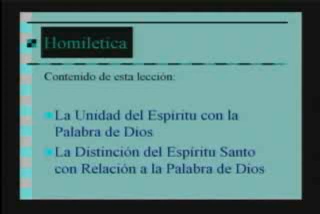 Homiletica
Contenido de esta lección:
La Unidad del Espíritu con la
Palabra de Dios
La Distinción del Espíritu Santo
con Relación a la Palabra de Dios